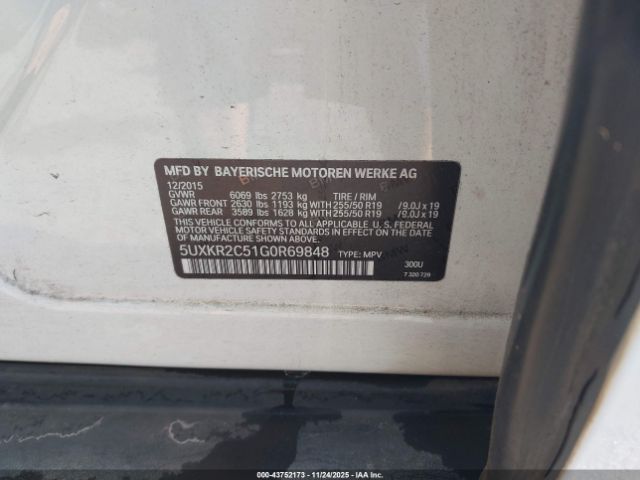 MFD BY BAYERISCHE MOTOREN WERKE AG
12/2015
GVWR 6069 lbs 2753 kg TIRE / RIM
GAWR FRONT 2630 lbs 1193 kg WITH 255/50 R19 /9.0J x 19
GAWR REAR 3589 lbs 1628 kg WITH 255/50 R19 /9.0J x 19
THIS VEHICLE CONFORMS TO ALL APPLICABLE U. S. FEDERAL
MOTOR VEHICLE SAFETY STANDARDS IN EFFECT ON THE
DATE OF MANUFACTURE SHOWN ABOVE.
5UXKR2C51G0R69848 TYPE: MPV 300U
7 320 729
000-43752173 - 11/24/2025 - IAAI.COM